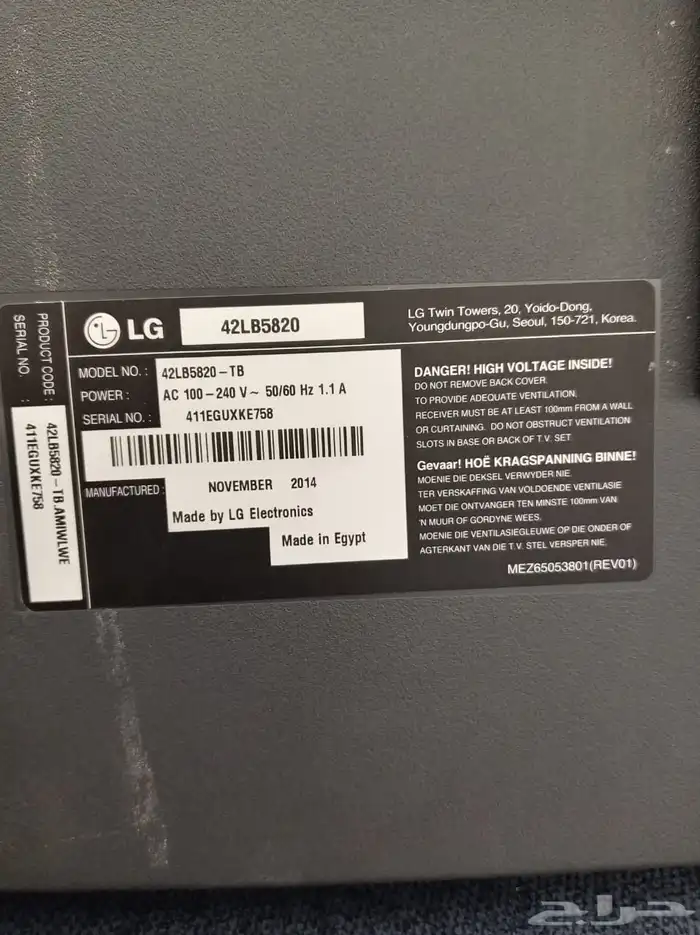 PRODUCT CODE :
SERIAL NO. :
42LB5820-TB.AMIWLWE
411EGUXKE758
LG
42LB5820
LG Twin Towers, 20, Yoido-Dong,
Youngdungpo-Gu, Seoul, 150-721, Korea.
MODEL NO. : 42LB5820-TB
POWER : AC 100-240 V~ 50/60 Hz 1.1 A
SERIAL NO. : 411EGUXKE758
MANUFACTURED : NOVEMBER 2014
Made by LG Electronics
Made in Egypt
DANGER! HIGH VOLTAGE INSIDE!
DO NOT REMOVE BACK COVER.
TO PROVIDE ADEQUATE VENTILATION,
RECEIVER MUST BE AT LEAST 100mm FROM A WALL
OR CURTAINING. DO NOT OBSTRUCT VENTILATION
SLOTS IN BASE OR BACK OF T.V. SET
Gevaar! HOË KRAGSPANNING BINNE!
MOENIE DIE DEKSEL VERWYDER NIE.
TER VERSKAFFING VAN VOLDOENDE VENTILASIE
MOET DIE ONTVANGER TEN MINSTE 100mm VAN
'N MUUR OF GORDYNE WEES.
MOENIE DIE VENTILASIEGLEUWE OP DIE ONDER OF
AGTERKANT VAN DIE T.V. STEL VERSPER NIE.
MEZ65053801(REV01)
حراج